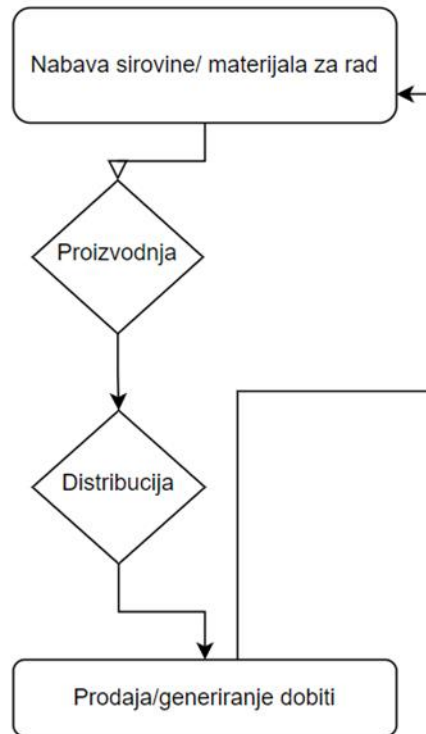 Nabava sirovine/ materijala za rad
Proizvodnja
Distribucija
Prodaja/generiranje dobiti